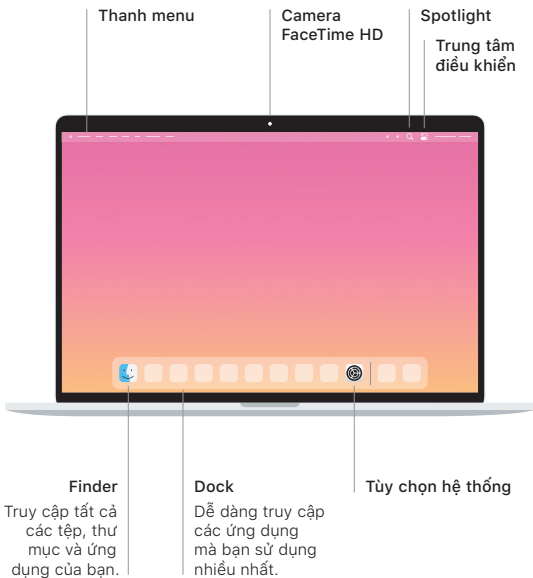 Thanh menu
Camera
FaceTime HD
Spotlight
Trung tâm
điều khiển
Finder
Truy cập tất cả
các tệp, thư
mục và ứng
dụng của bạn.
Dock
Dễ dàng truy cập
các ứng dụng
mà bạn sử dụng
nhiều nhất.
Tùy chọn hệ thống